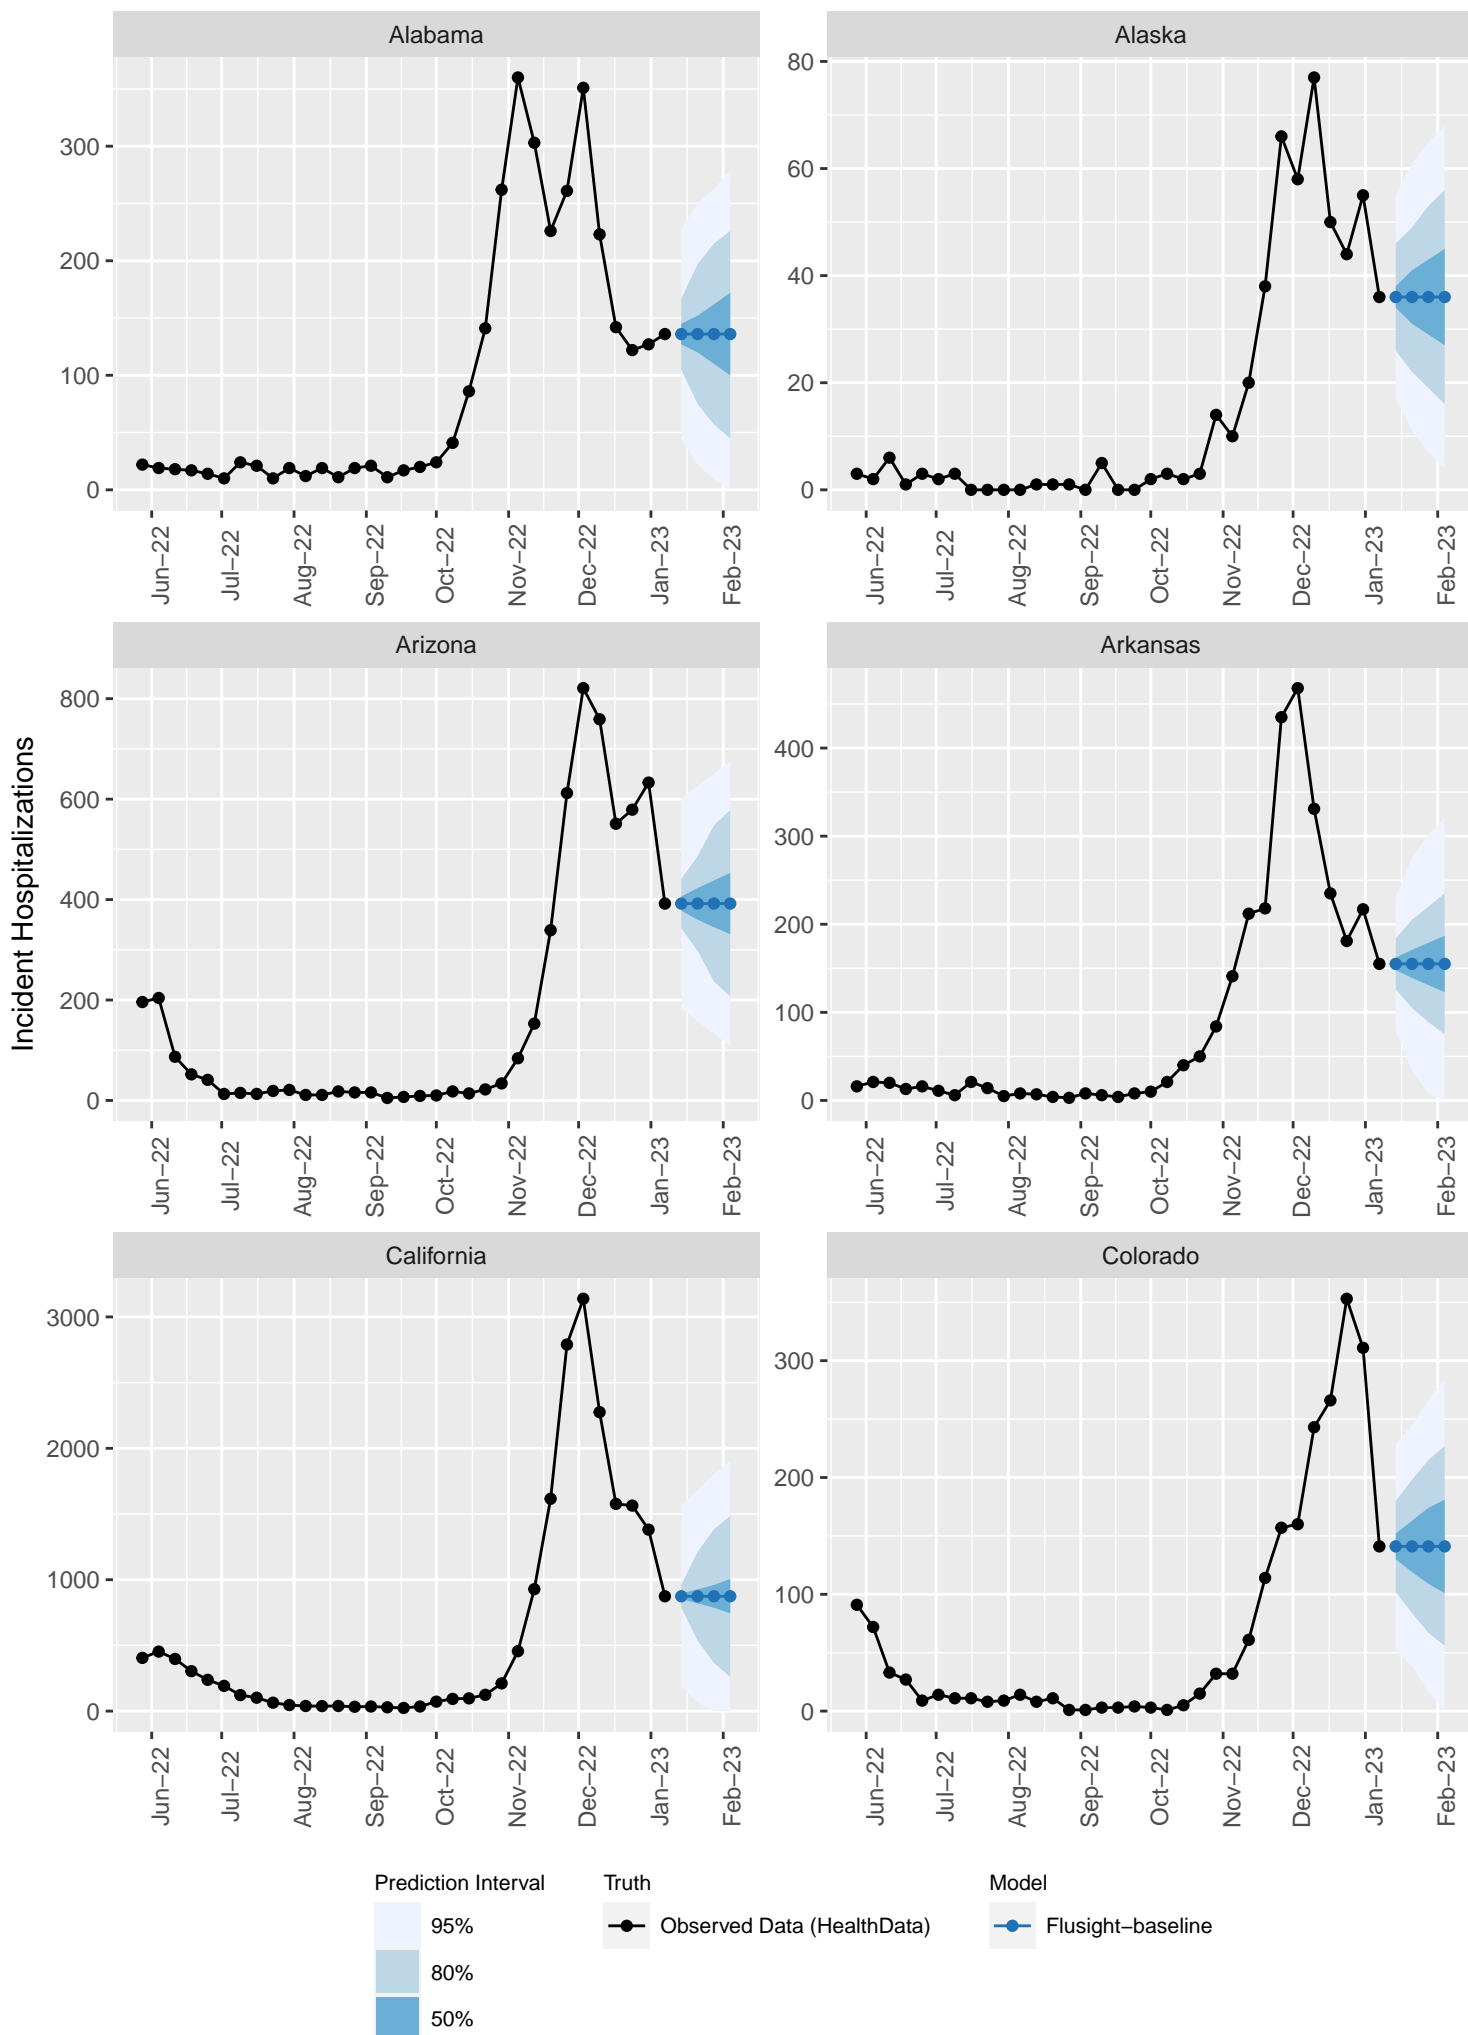 Alabama
Alaska
300
200
100
0
80
60
40
20
0
Jun−22
Jul−22
Aug−22
Sep−22
Oct−22
Nov−22
Dec−22
Jan−23
Feb−23
Jun−22
Jul−22
Aug−22
Sep−22
Oct−22
Nov−22
Dec−22
Jan−23
Feb−23
Incident Hospitalizations
Arizona
Arkansas
800
600
400
200
0
400
300
200
100
0
Jun−22
Jul−22
Aug−22
Sep−22
Oct−22
Nov−22
Dec−22
Jan−23
Feb−23
Jun−22
Jul−22
Aug−22
Sep−22
Oct−22
Nov−22
Dec−22
Jan−23
Feb−23
California
Colorado
3000
2000
1000
0
300
200
100
0
Jun−22
Jul−22
Aug−22
Sep−22
Oct−22
Nov−22
Dec−22
Jan−23
Feb−23
Jun−22
Jul−22
Aug−22
Sep−22
Oct−22
Nov−22
Dec−22
Jan−23
Feb−23
Prediction Interval
95%
80%
50%
Truth
Observed Data (HealthData)
Model
Flusight−baseline